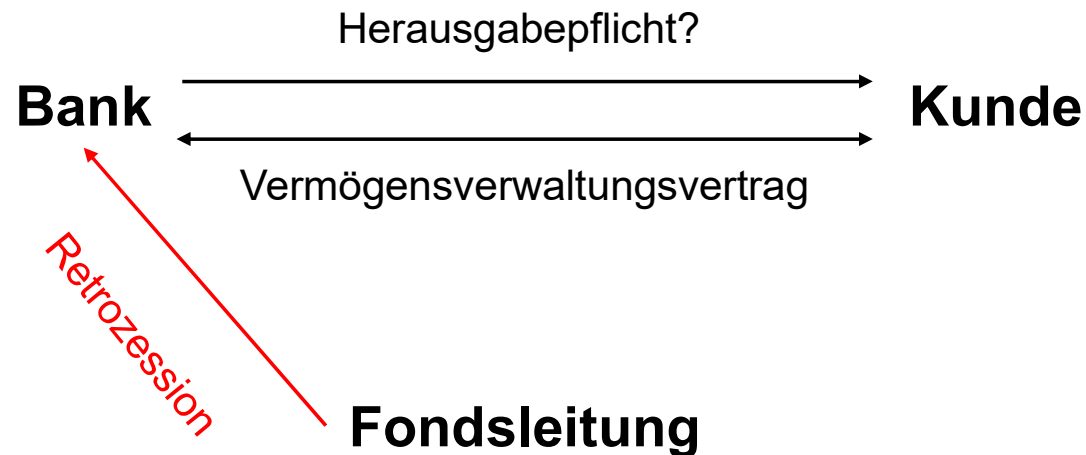 Herausgabepflicht?
Bank
Kunde
Vermögensverwaltungsvertrag
Retrozession
Fondsleitung